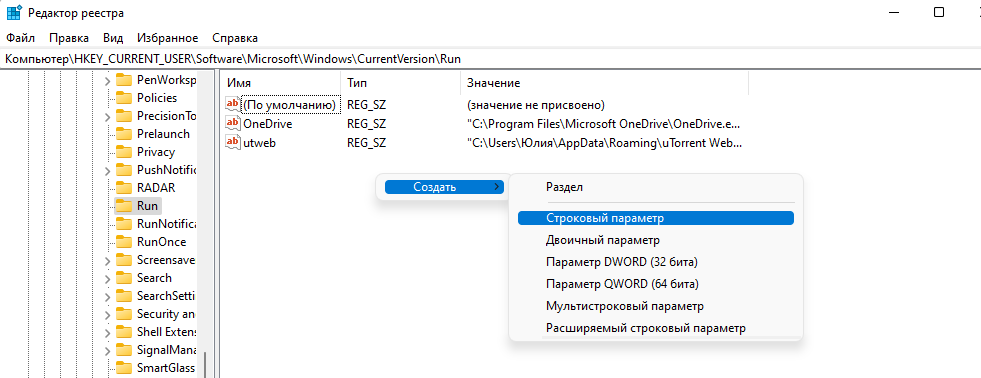 Редактор реестра
Файл Правка Вид Избранное Справка
Компьютер\HKEY_CURRENT_USER\Software\Microsoft\Windows\CurrentVersion\Run
PenWorksp
Policies
PrecisionTo
Prelaunch
Privacy
PushNotific
RADAR
Run
RunNotifica
RunOnce
Screensave
Search
SearchSetti
Security an
Shell Extens
SignalMana
SmartGlass
Имя Тип Значение
ab (По умолчанию) REG_SZ (значение не присвоено)
ab OneDrive REG_SZ "C:\Program Files\Microsoft OneDrive\OneDrive.e...
ab utweb REG_SZ "C:\Users\Юлия\AppData\Roaming\uTorrent Web...
Создать
Раздел
Строковый параметр
Двоичный параметр
Параметр DWORD (32 бита)
Параметр QWORD (64 бита)
Мультистроковый параметр
Расширяемый строковый параметр